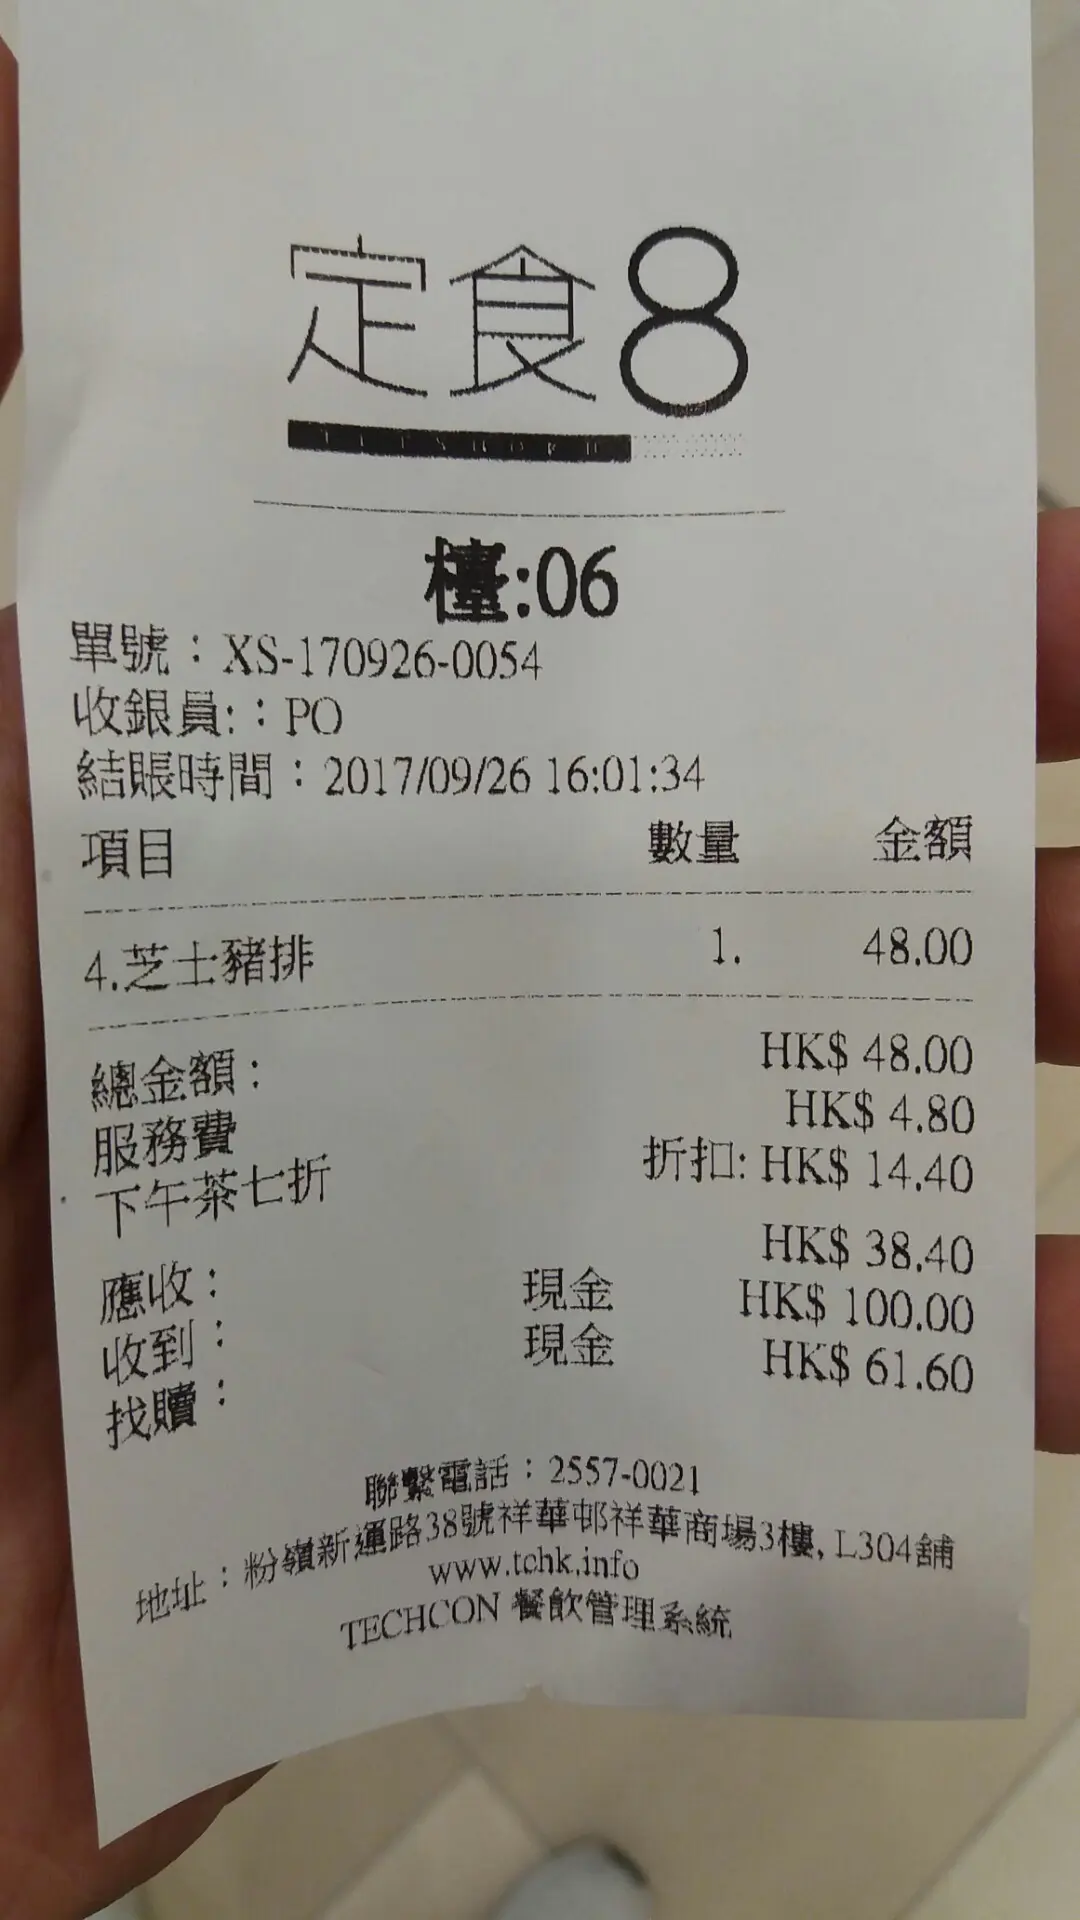 定食8
檯:06
單號：XS-170926-0054
收銀員:：PO
結賬時間：2017/09/26 16:01:34
項目 數量 金額
4.芝士豬排 1. 48.00
總金額： HK$ 48.00
服務費 HK$ 4.80
下午茶七折 折扣: HK$ 14.40
應收： HK$ 38.40
收到： 現金 HK$ 100.00
找贖： 現金 HK$ 61.60
聯繫電話：2557-0021
地址：粉嶺新運路38號祥華邨祥華商場3樓, L304舖
www.tchk.info
TECHCON 餐飲管理系統